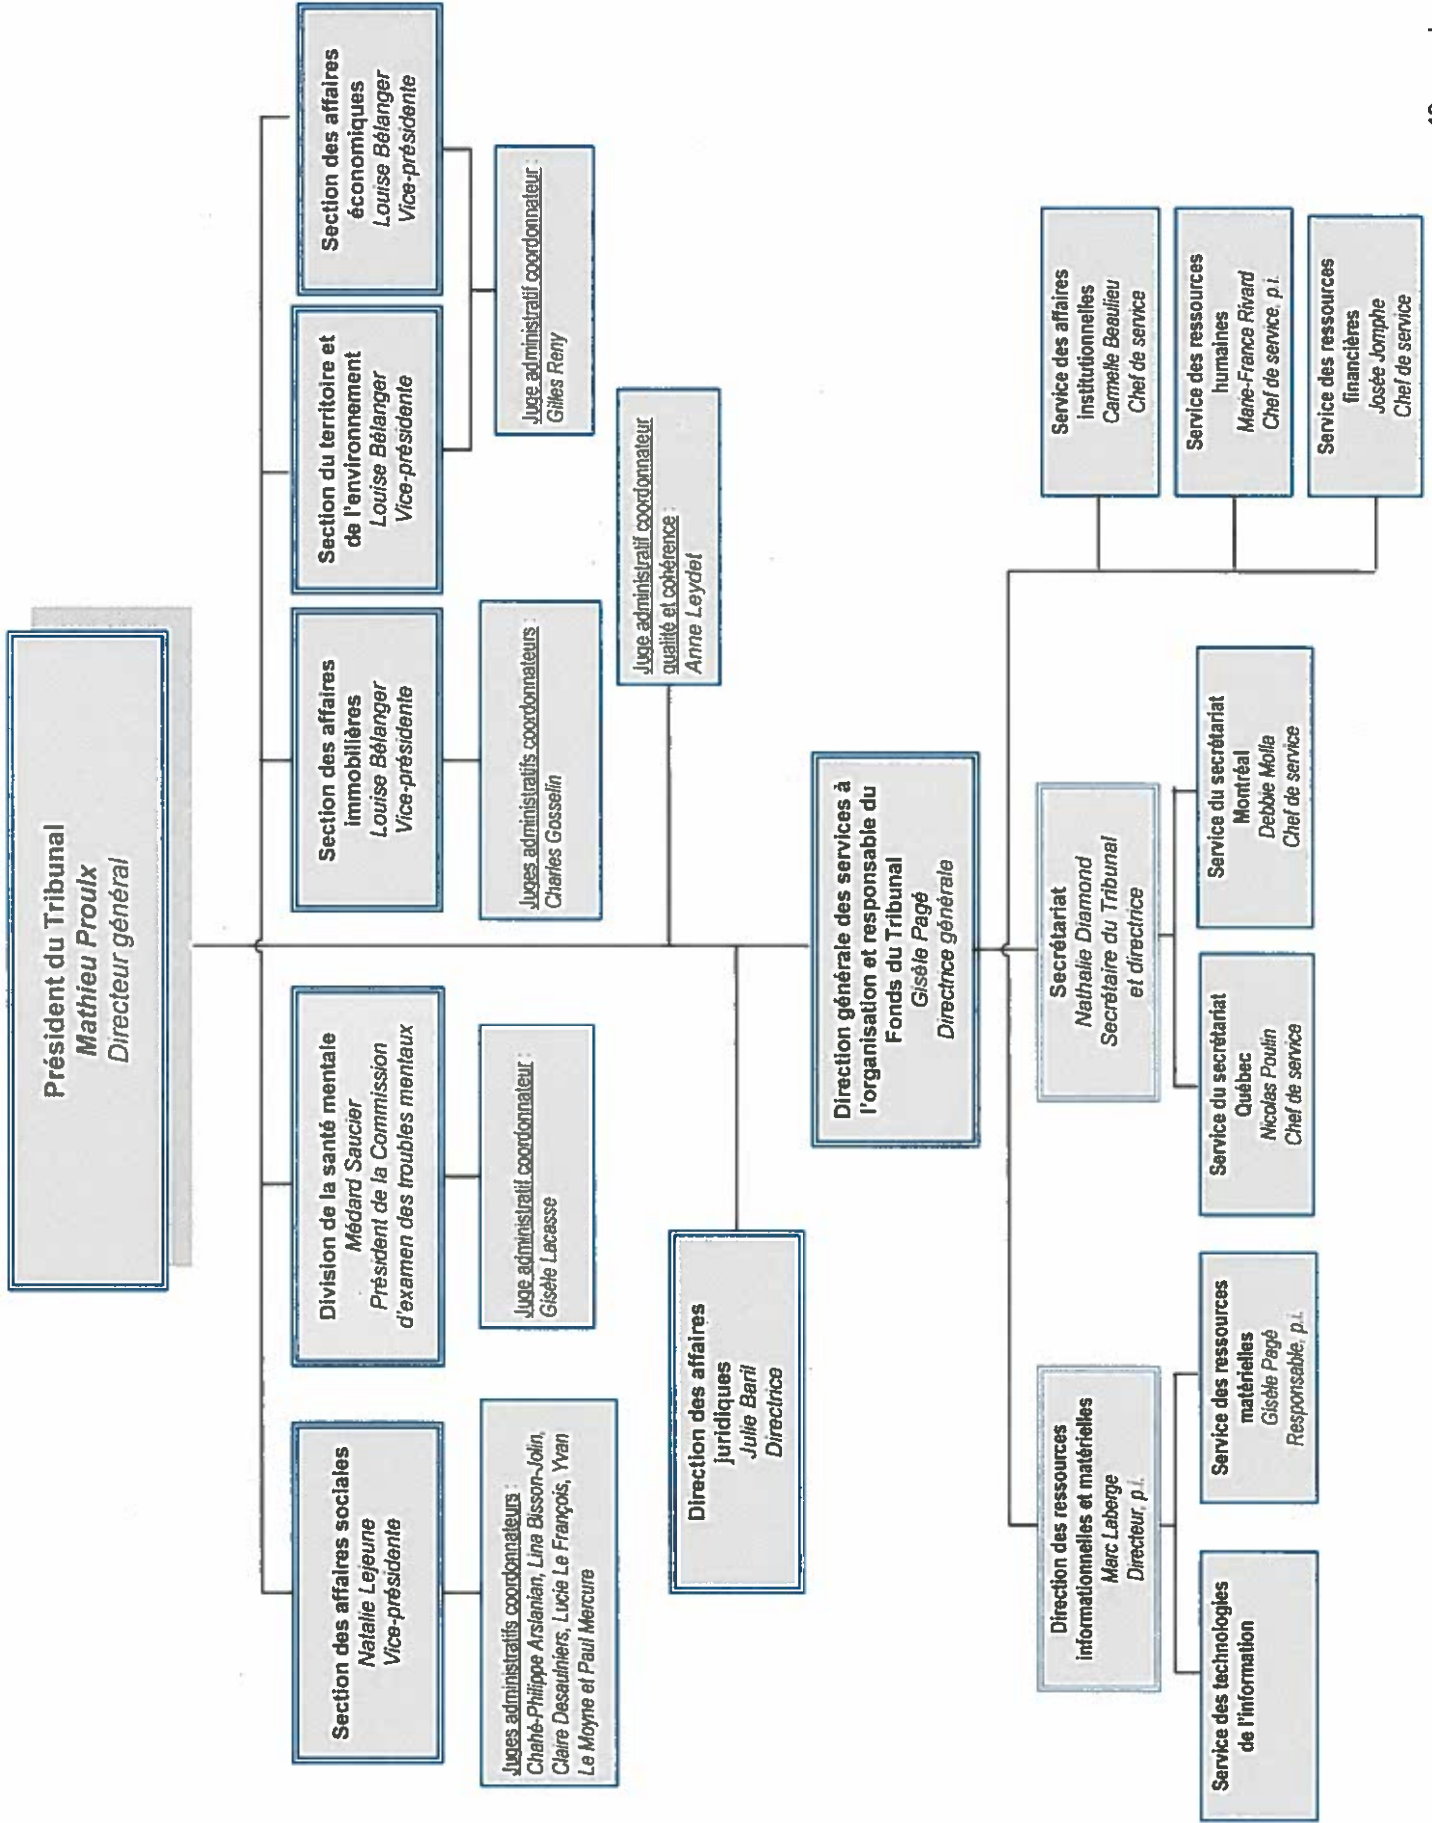 Président du Tribunal
Mathieu Proulx
Directeur général
Section des affaires sociales
Natalie Lejeune
Vice-présidente
Juges administratifs coordonnateurs :
Chahé-Philippe Arslanian, Lina Bisson-Jolin,
Claire Desaulniers, Lucie Le François, Yvan
Le Moyne et Paul Mercure
Division de la santé mentale
Médard Saucier
Président de la Commission
d'examen des troubles mentaux
Juge administratif coordonnateur :
Gisèle Lacasse
Section des affaires
immobilières
Louise Bélanger
Vice-présidente
Juges administratifs coordonnateurs :
Charles Gosselin
Section du territoire et
de l'environnement
Louise Bélanger
Vice-présidente
Section des affaires
économiques
Louise Bélanger
Vice-présidente
Juge administratif coordonnateur :
Gilles Reny
Juge administratif coordonnateur
qualité et cohérence :
Anne Leydet
Direction des affaires
juridiques
Julie Baril
Directrice
Direction générale des services à
l'organisation et responsable du
Fonds du Tribunal
Gisèle Pagé
Directrice générale
Direction des ressources
informationnelles et matérielles
Marc Laberge
Directeur, p.i.
Service des technologies
de l'information
Service des ressources
matérielles
Gisèle Pagé
Responsable, p.i.
Secrétariat
Nathalie Diamond
Secrétaire du Tribunal
et directrice
Service du secrétariat
Québec
Nicolas Poutin
Chef de service
Service du secrétariat
Montréal
Debbie Molla
Chef de service
Service des affaires
institutionnelles
Carmelle Beaulieu
Chef de service
Service des ressources
humaines
Marie-France Rivard
Chef de service, p.i.
Service des ressources
financières
Josée Jomphe
Chef de service